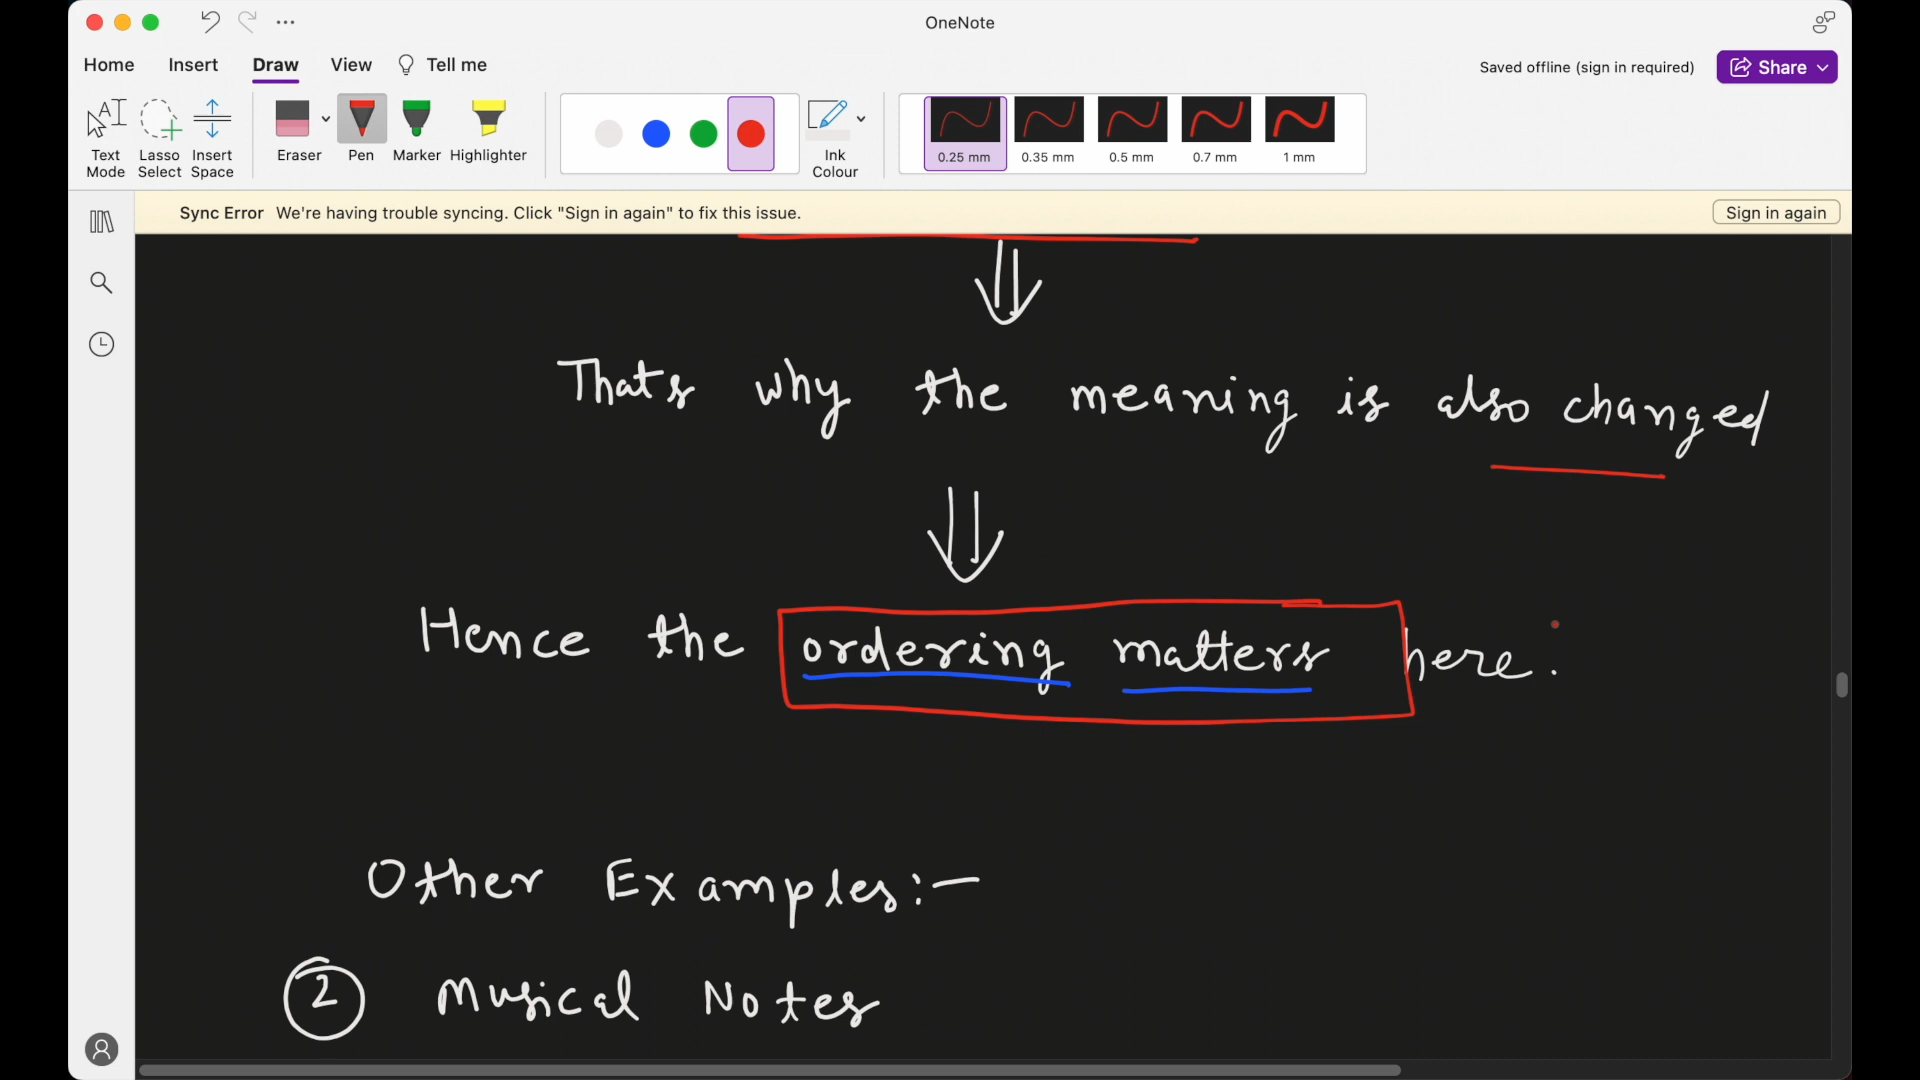 OneNote
Home Insert Draw View Tell me
Saved offline (sign in required) Share
Text Mode Lasso Select Insert Space Eraser Pen Marker Highlighter Ink Colour 0.25 mm 0.35 mm 0.5 mm 0.7 mm 1 mm
Sync Error We're having trouble syncing. Click "Sign in again" to fix this issue. Sign in again
Thats why the meaning is also changed
Hence the ordering matters here.
Other Examples:-
2 Musical Notes